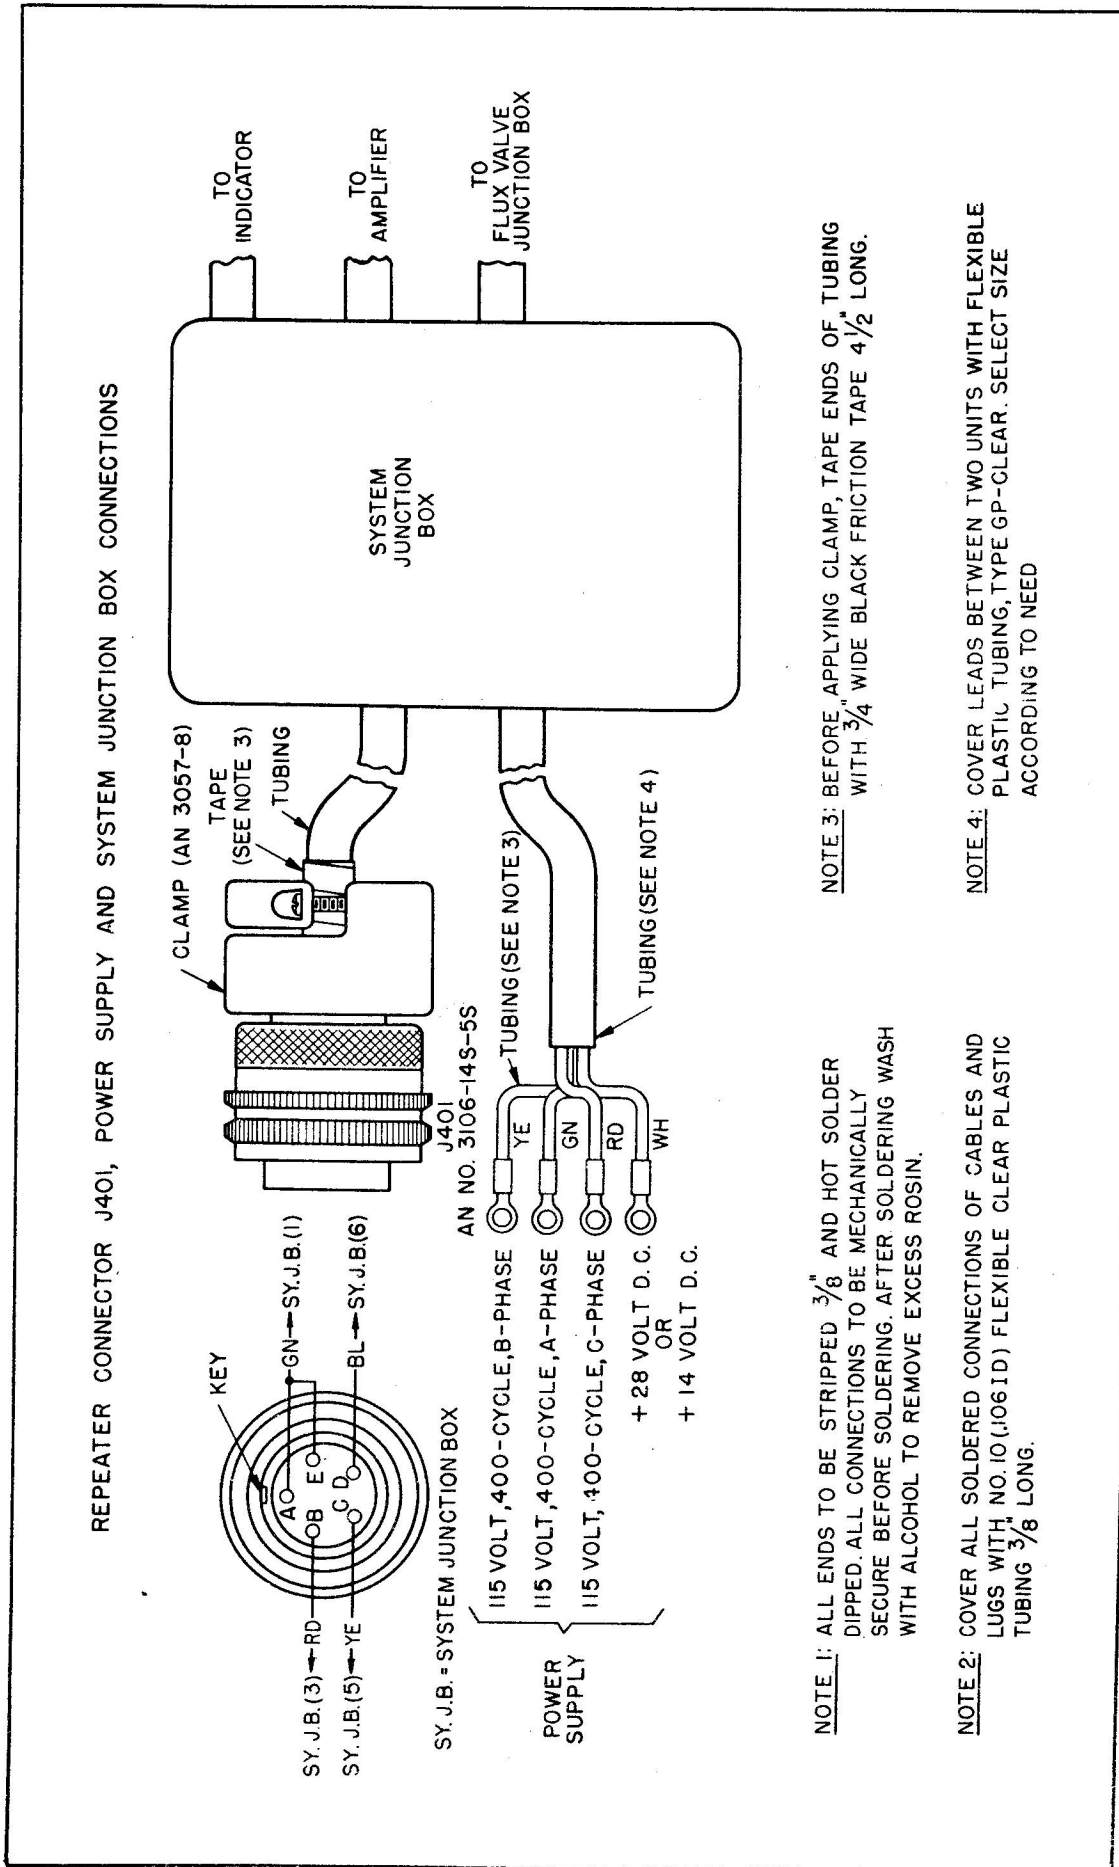 REPEATER CONNECTOR J401, POWER SUPPLY AND SYSTEM JUNCTION BOX CONNECTIONS
KEY
GN
SY.J.B.(1)
SY.J.B.(3)
RD
A
B
E
C
D
SY.J.B.(5)
YE
BL
SY.J.B.(6)
SY.J.B. = SYSTEM JUNCTION BOX
CLAMP (AN 3057-8)
TAPE
(SEE NOTE 3)
TUBING
J401
AN NO. 3106-14S-5S
SYSTEM
JUNCTION
BOX
TO
INDICATOR
TO
AMPLIFIER
TO
FLUX VALVE
JUNCTION BOX
POWER
SUPPLY
115 VOLT, 400-CYCLE, B-PHASE
115 VOLT, 400-CYCLE, A-PHASE
115 VOLT, 400-CYCLE, C-PHASE
+28 VOLT D.C.
OR
+14 VOLT D.C.
YE
GN
RD
WH
TUBING (SEE NOTE 3)
TUBING (SEE NOTE 4)
NOTE 1: ALL ENDS TO BE STRIPPED 3/8" AND HOT SOLDER
DIPPED. ALL CONNECTIONS TO BE MECHANICALLY
SECURE BEFORE SOLDERING. AFTER SOLDERING WASH
WITH ALCOHOL TO REMOVE EXCESS ROSIN.
NOTE 2: COVER ALL SOLDERED CONNECTIONS OF CABLES AND
LUGS WITH NO. 10 (.106 ID) FLEXIBLE CLEAR PLASTIC
TUBING 3/8" LONG.
NOTE 3: BEFORE APPLYING CLAMP, TAPE ENDS OF TUBING
WITH 3/4" WIDE BLACK FRICTION TAPE 4 1/2" LONG.
NOTE 4: COVER LEADS BETWEEN TWO UNITS WITH FLEXIBLE
PLASTIC TUBING, TYPE GP-CLEAR. SELECT SIZE
ACCORDING TO NEED